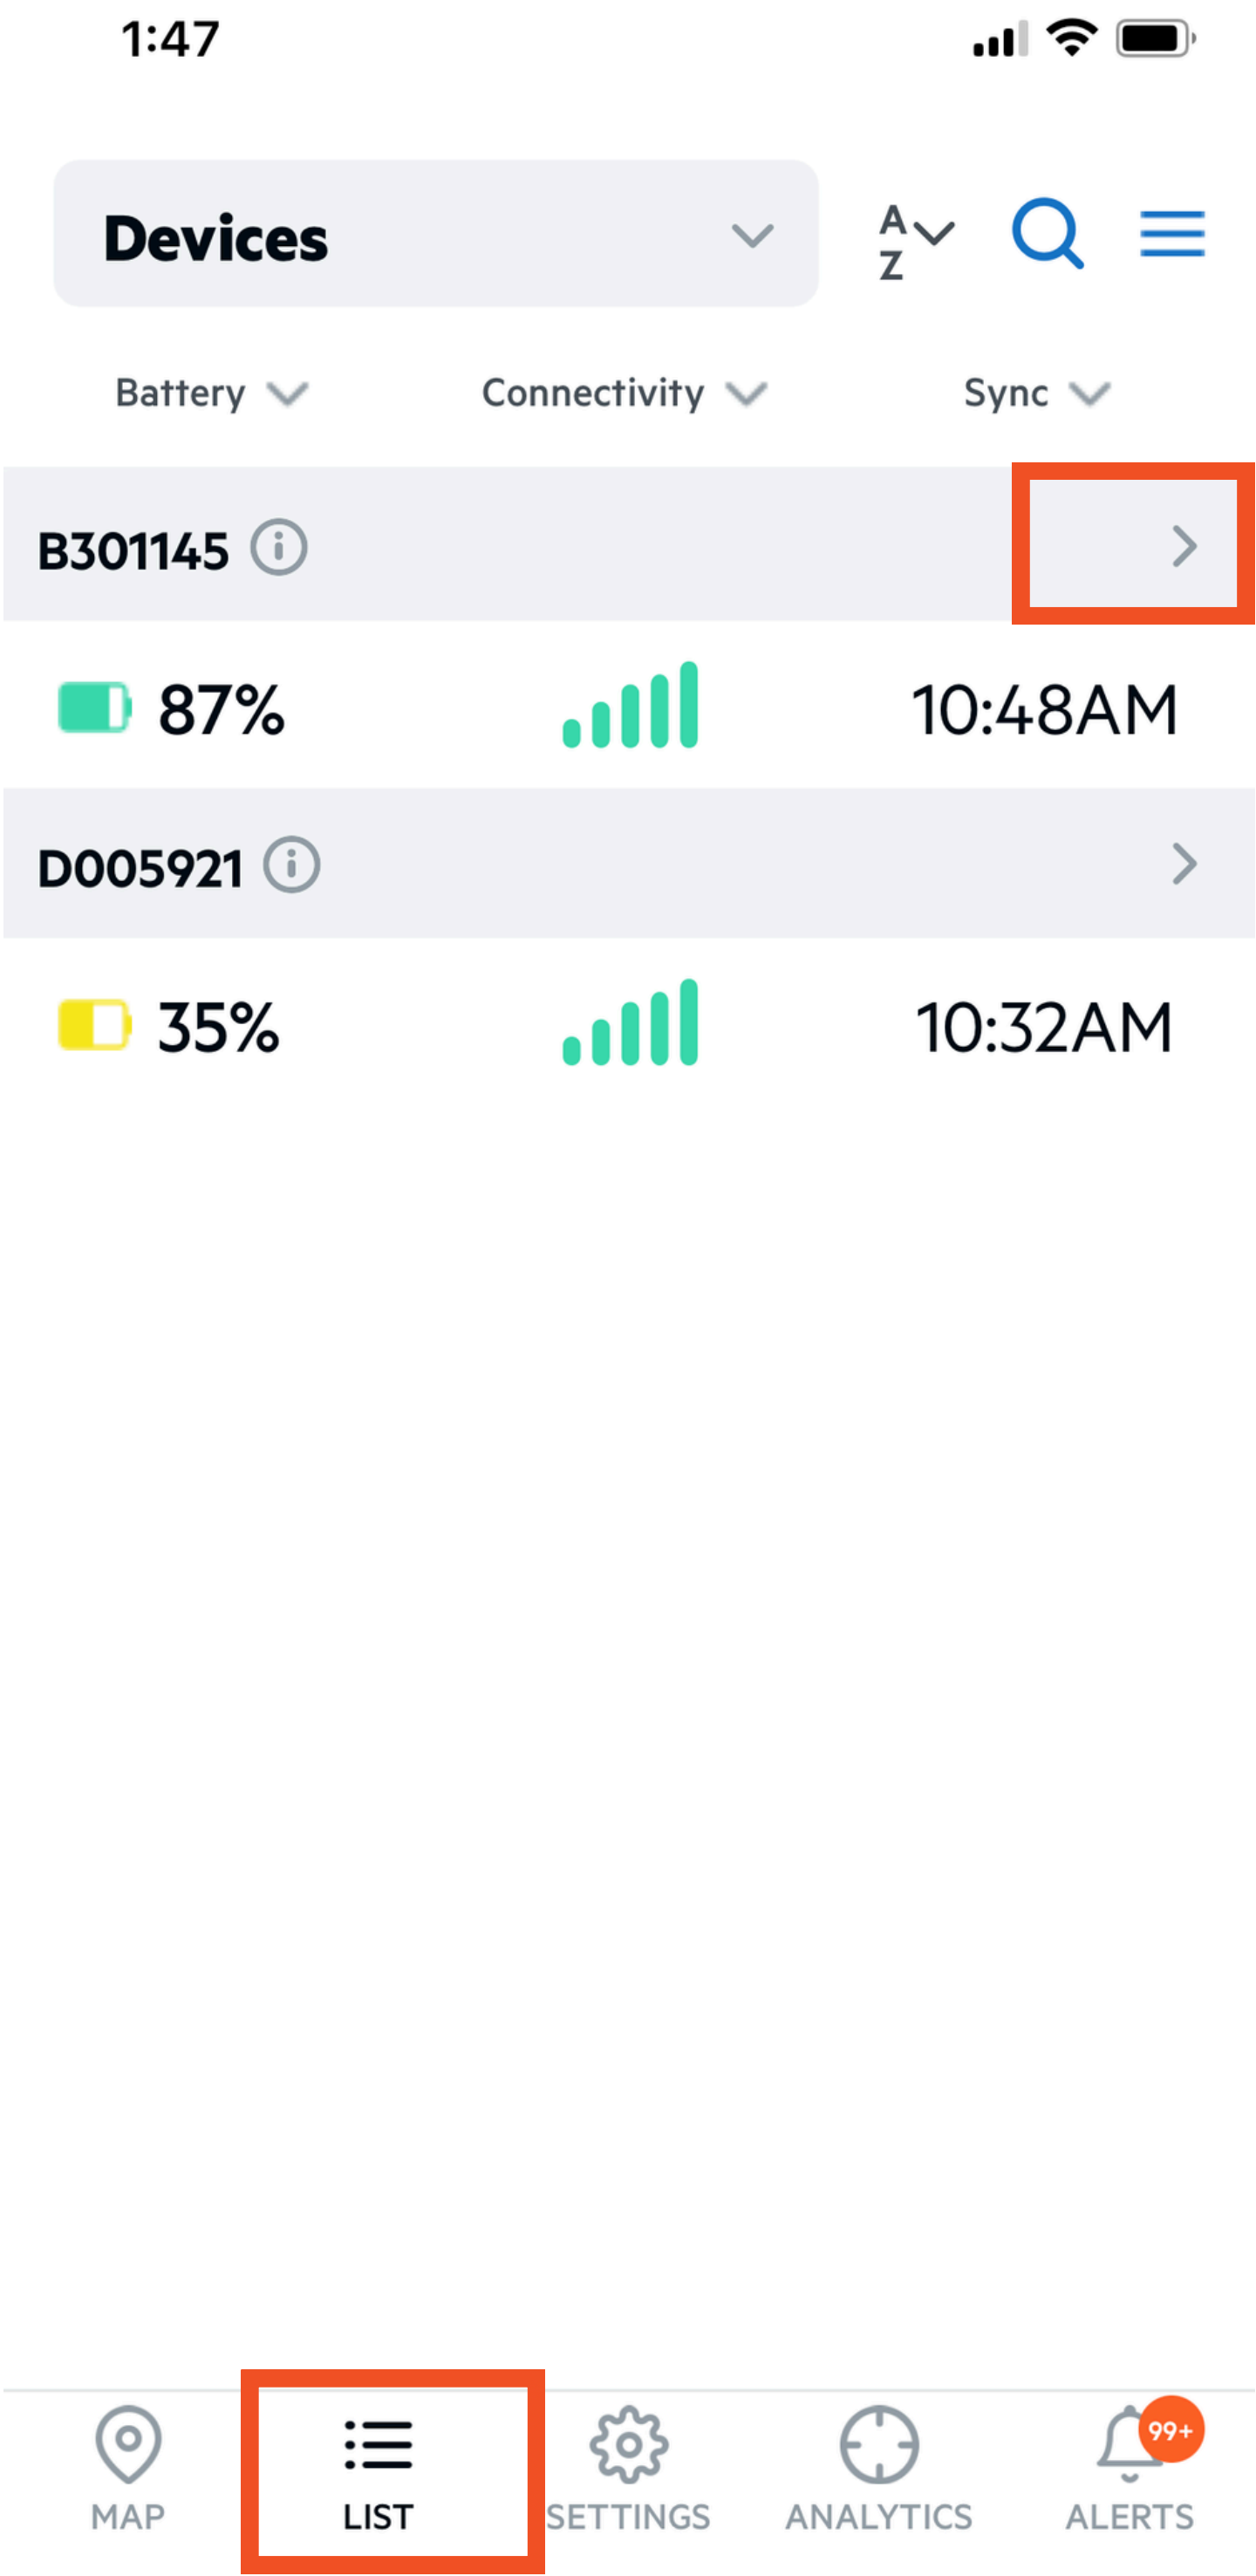 1:47
Devices
A
Z
Battery Connectivity Sync
B301145
87% 10:48AM
D005921
35% 10:32AM
99+
MAP LIST SETTINGS ANALYTICS ALERTS